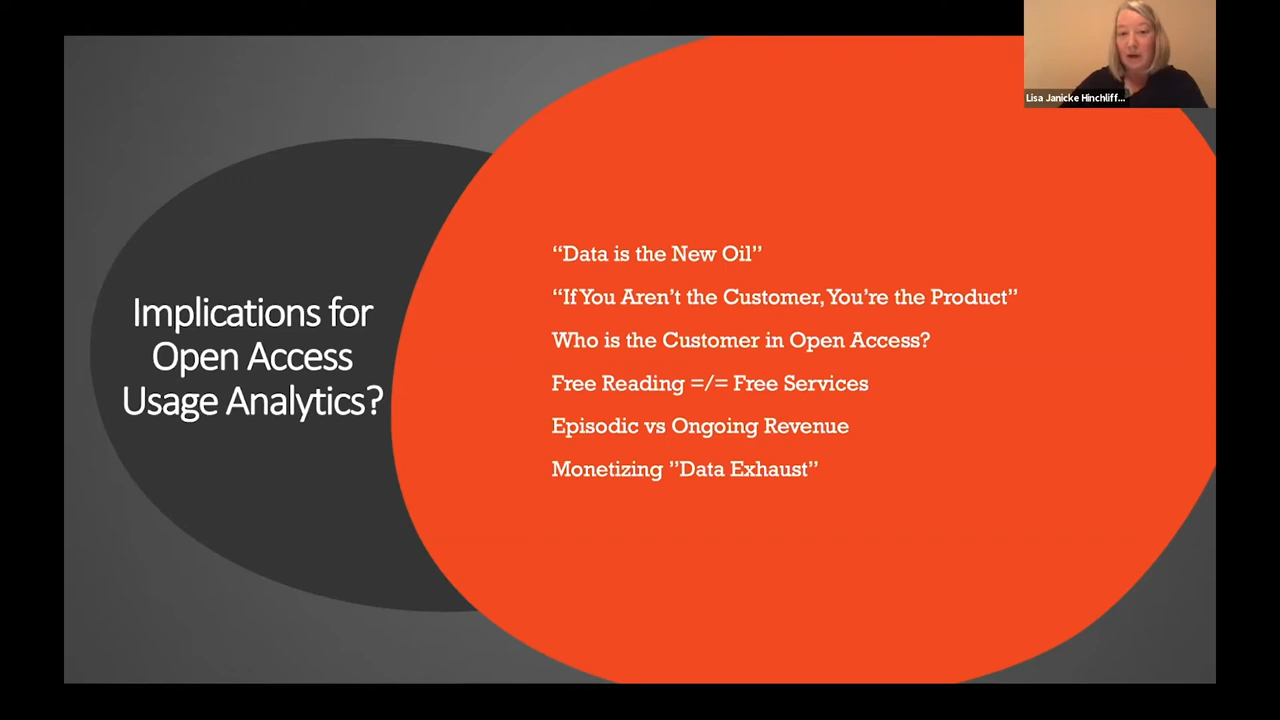 Lisa Janicke Hinchliff...
Implications for
Open Access
Usage Analytics?
“Data is the New Oil”
“If You Aren’t the Customer, You’re the Product”
Who is the Customer in Open Access?
Free Reading =/= Free Services
Episodic vs Ongoing Revenue
Monetizing ”Data Exhaust”